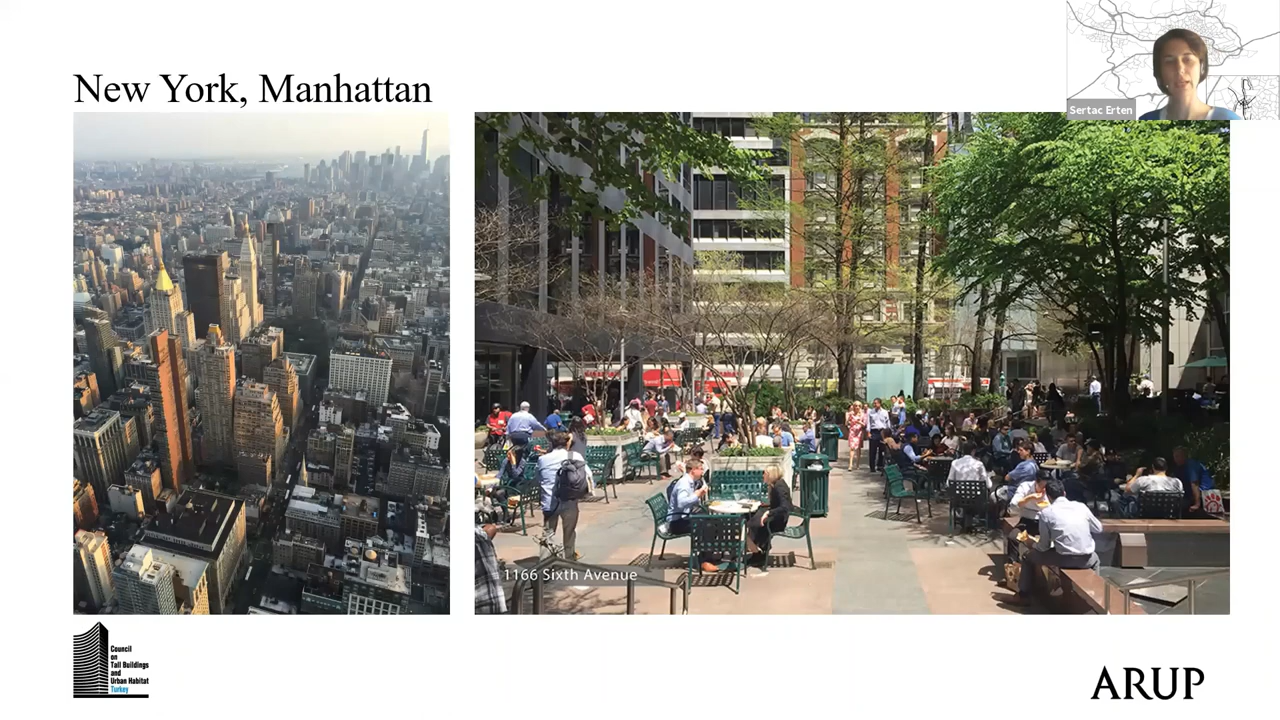 Sertac Erten
New York, Manhattan
1166 Sixth Avenue
Council
on
Tall Buildings
and
Urban Habitat
Turkey
ARUP